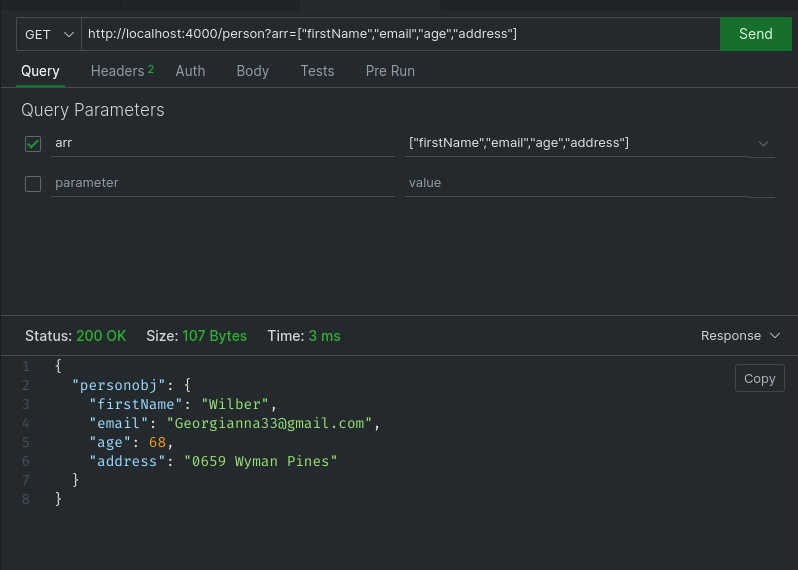 GET http://localhost:4000/person?arr=["firstName","email","age","address"] Send
Query Headers 2 Auth Body Tests Pre Run
Query Parameters
arr ["firstName","email","age","address"]
parameter value
Status: 200 OK Size: 107 Bytes Time: 3 ms Response
1 {
Copy
2 "personobj": {
3 "firstName": "Wilber",
4 "email": "Georgianna33@gmail.com",
5 "age": 68,
6 "address": "0659 Wyman Pines"
7 }
8 }